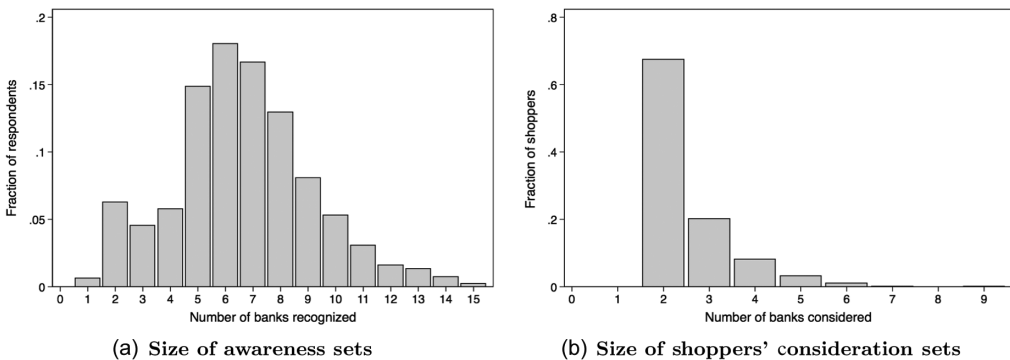 .2
.15
.1
.05
0
Fraction of respondents
0 1 2 3 4 5 6 7 8 9 10 11 12 13 14 15
Number of banks recognized
(a) Size of awareness sets
.8
.6
.4
.2
0
Fraction of shoppers
0 1 2 3 4 5 6 7 8 9
Number of banks considered
(b) Size of shoppers' consideration sets